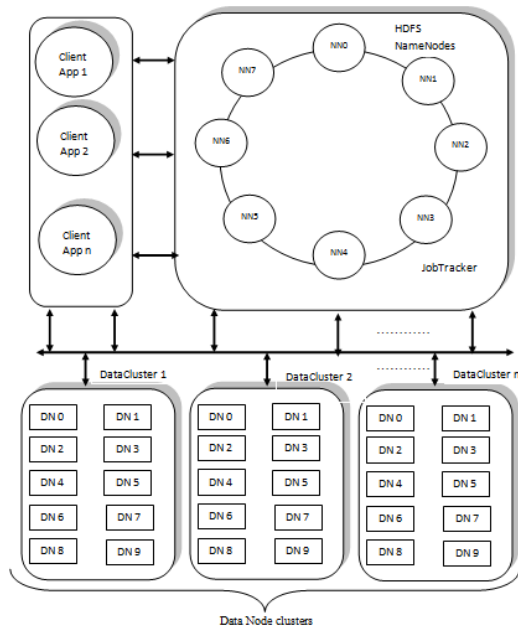 Client
App 1
Client
App 2
Client
App n
HDFS
NameNodes
NN0
NN1
NN2
NN3
NN4
NN5
NN6
NN7
JobTracker
............
............
DataCluster 1
DN 0
DN 1
DN 2
DN 3
DN 4
DN 5
DN 6
DN 7
DN 8
DN 9
DataCluster 2
DN 0
DN 1
DN 2
DN 3
DN 4
DN 5
DN 6
DN 7
DN 8
DN 9
DataCluster n
DN 0
DN 1
DN 2
DN 3
DN 4
DN 5
DN 6
DN 7
DN 8
DN 9
Data Node clusters